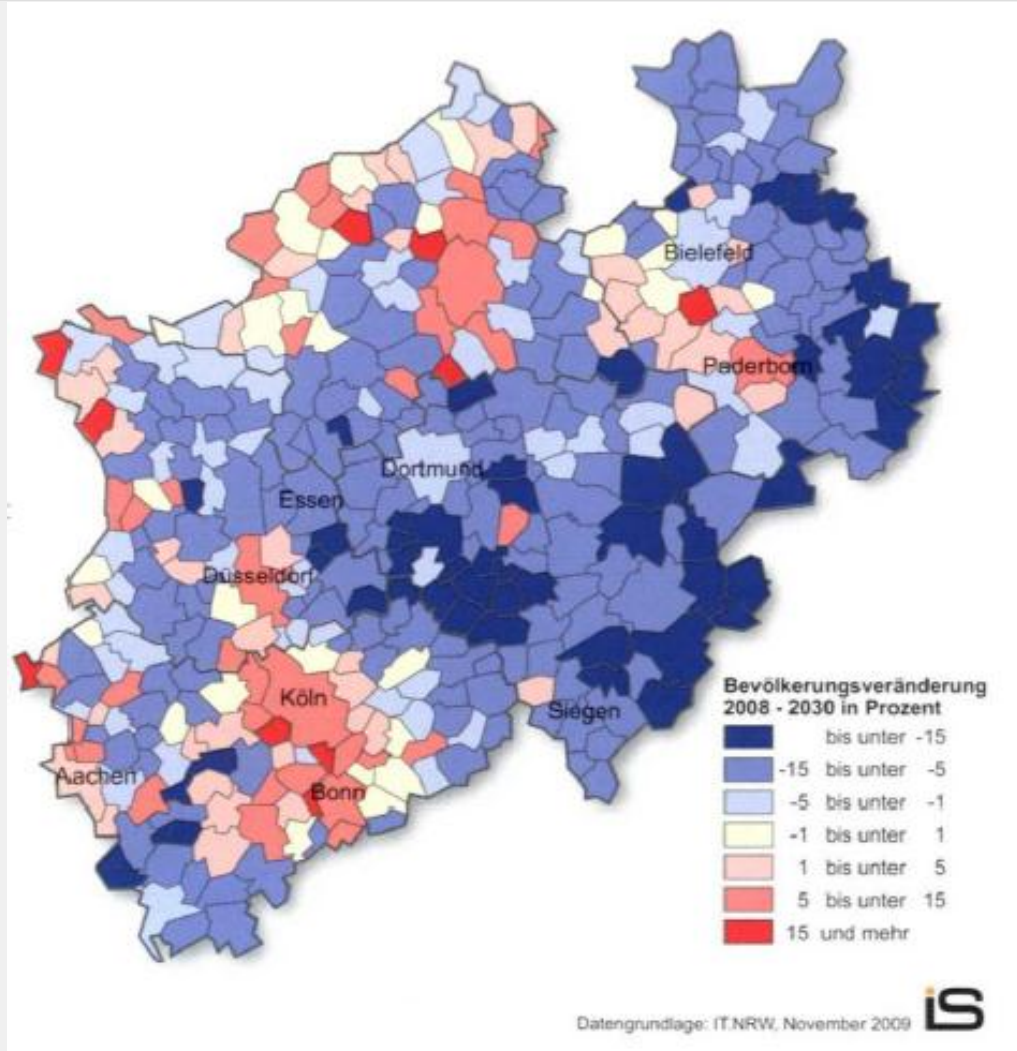 Bielefeld
Paderborn
Dortmund
Essen
Düsseldorf
Köln
Siegen
Aachen
Bonn
Bevölkerungsveränderung
2008 - 2030 in Prozent
bis unter -15
-15 bis unter -5
-5 bis unter -1
-1 bis unter 1
1 bis unter 5
5 bis unter 15
15 und mehr
Datengrundlage: IT.NRW, November 2009
iS